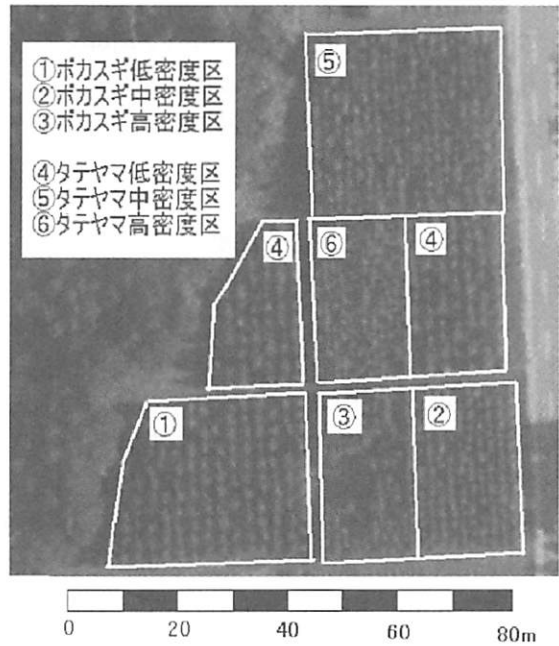 ①ボカスギ低密度区
②ボカスギ中密度区
③ボカスギ高密度区
④タテヤマ低密度区
⑤タテヤマ中密度区
⑥タテヤマ高密度区
⑤
④
⑥
④
①
③
②
0 20 40 60 80m